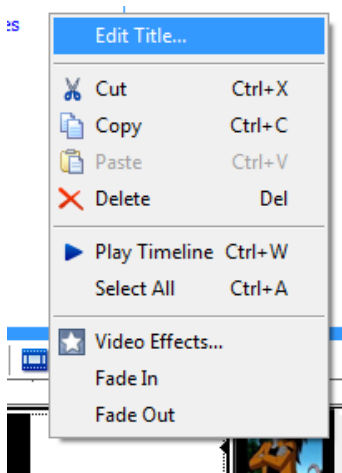 es
Edit Title...
Cut Ctrl+X
Copy Ctrl+C
Paste Ctrl+V
Delete Del
Play Timeline Ctrl+W
Select All Ctrl+A
Video Effects...
Fade In
Fade Out